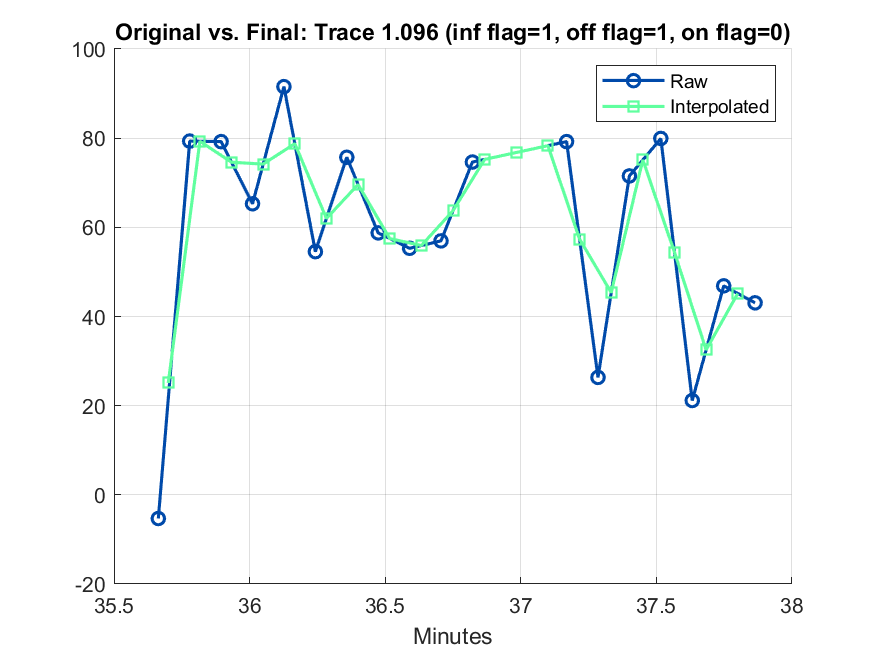 Original vs. Final: Trace 1.096 (inf flag=1, off flag=1, on flag=0)
100
80
60
40
20
0
-20
35.5 36 36.5 37 37.5 38
Minutes
Raw
Interpolated